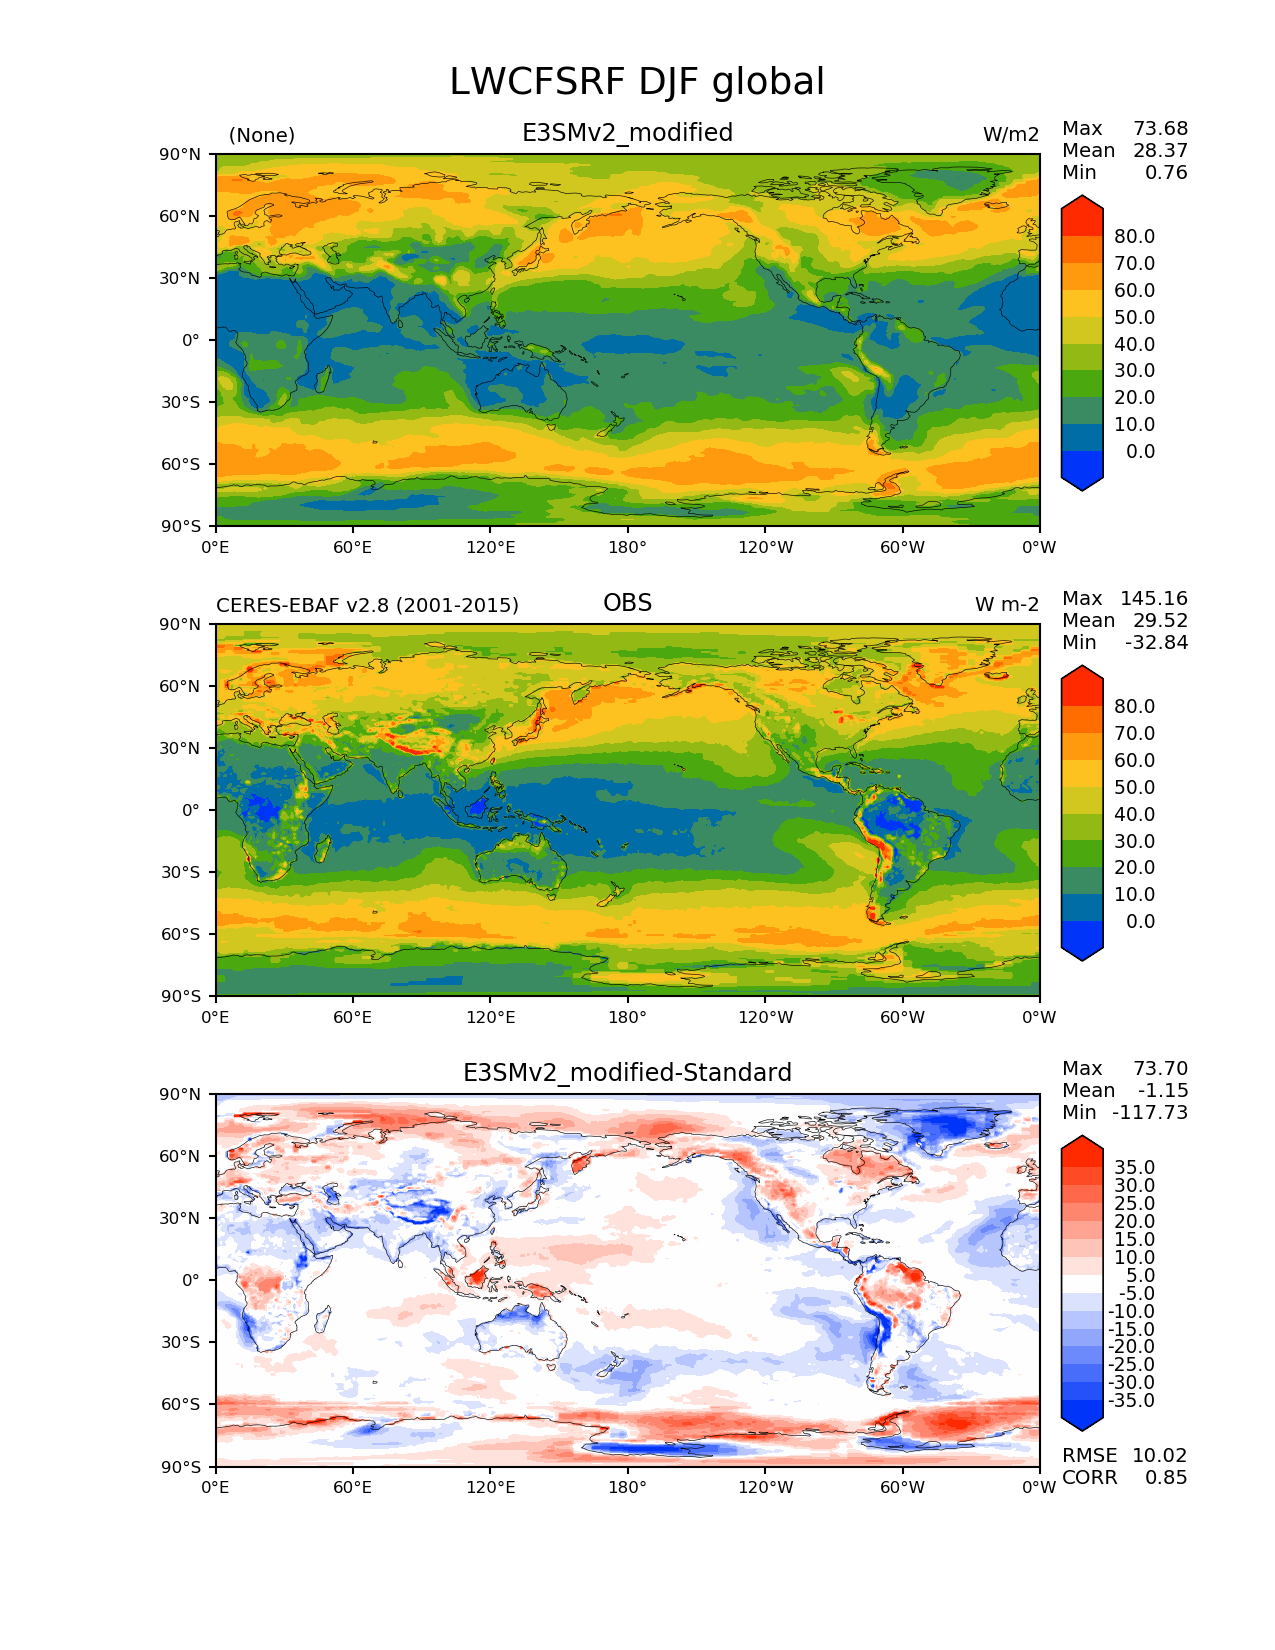 LWCFSRF DJF global
(None) E3SMv2_modified W/m2
Max 73.68
Mean 28.37
Min 0.76
90°N
60°N
30°N
0°
30°S
60°S
90°S
0°E 60°E 120°E 180° 120°W 60°W 0°W
80.0
70.0
60.0
50.0
40.0
30.0
20.0
10.0
0.0
CERES-EBAF v2.8 (2001-2015) OBS W m-2
Max 145.16
Mean 29.52
Min -32.84
90°N
60°N
30°N
0°
30°S
60°S
90°S
0°E 60°E 120°E 180° 120°W 60°W 0°W
80.0
70.0
60.0
50.0
40.0
30.0
20.0
10.0
0.0
E3SMv2_modified-Standard
Max 73.70
Mean -1.15
Min -117.73
90°N
60°N
30°N
0°
30°S
60°S
90°S
0°E 60°E 120°E 180° 120°W 60°W 0°W
35.0
30.0
25.0
20.0
15.0
10.0
5.0
-5.0
-10.0
-15.0
-20.0
-25.0
-30.0
-35.0
RMSE 10.02
CORR 0.85